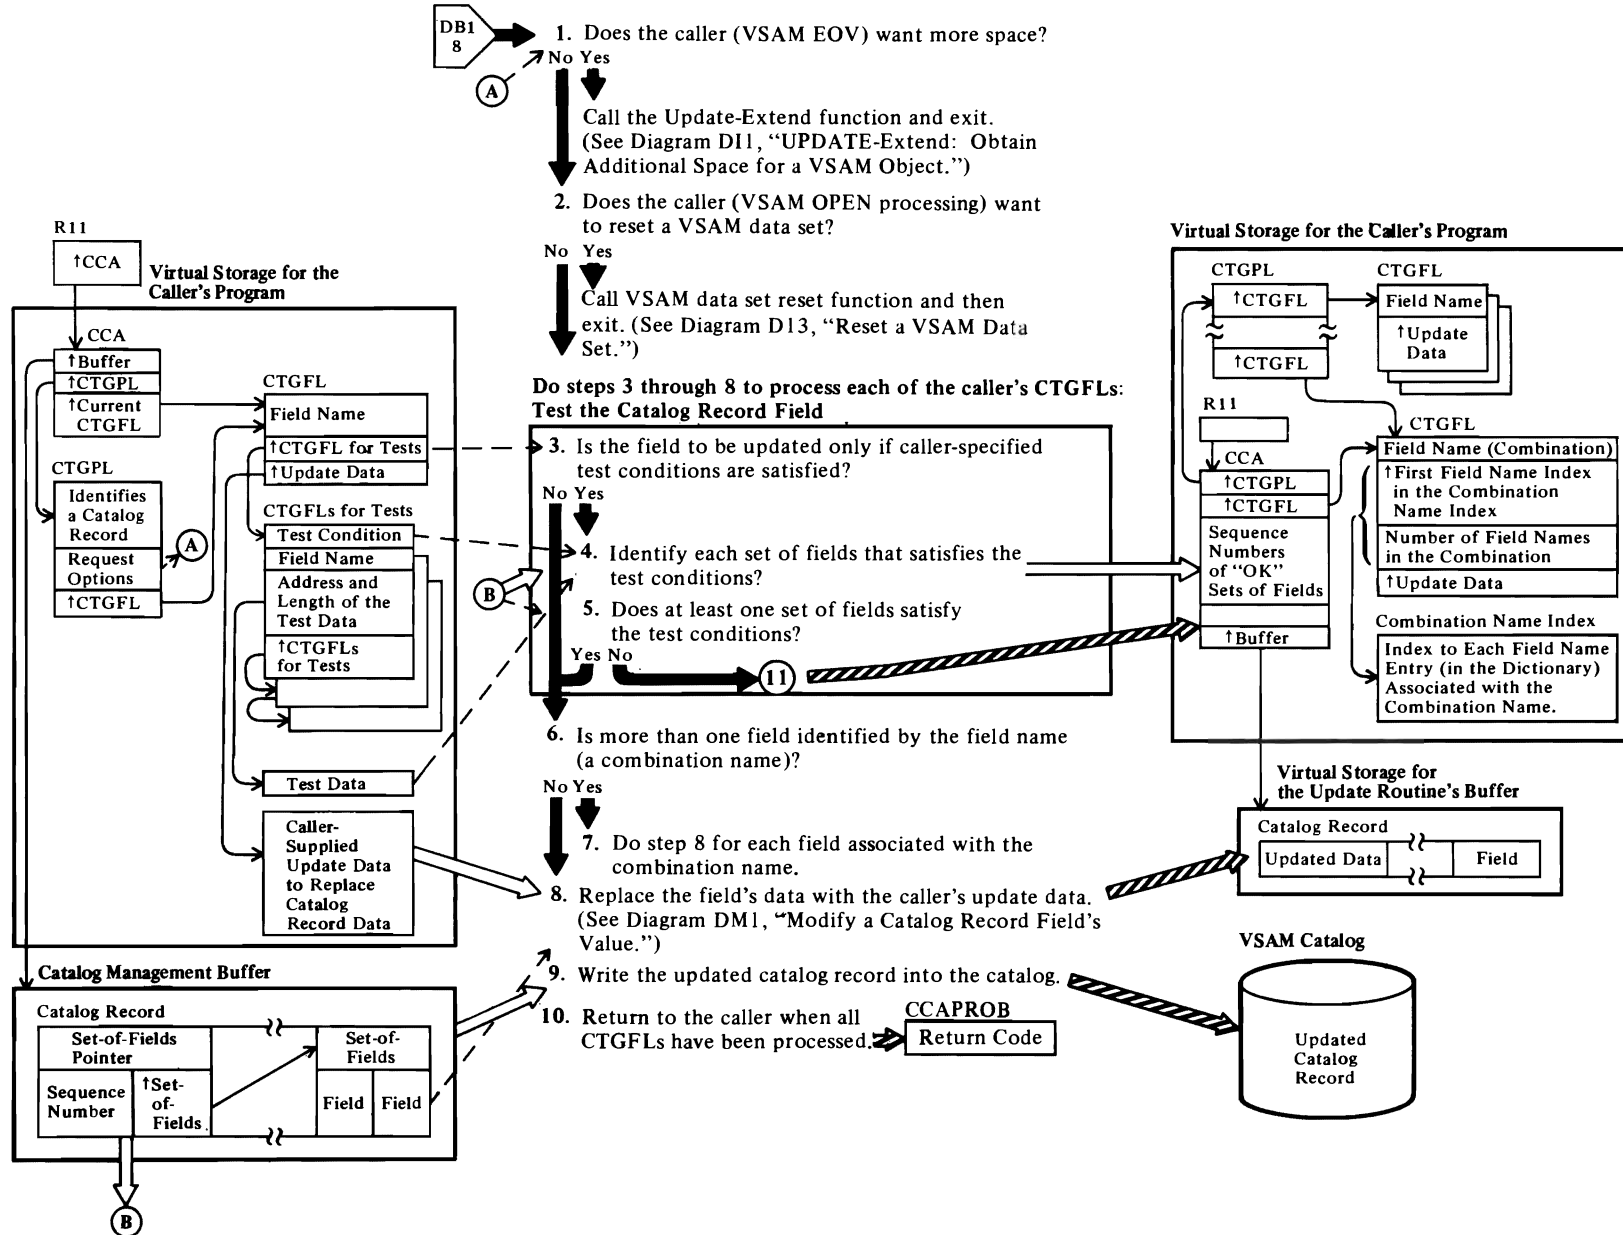 DB1
8
1. Does the caller (VSAM EOV) want more space?
No Yes
A
Call the Update-Extend function and exit.
(See Diagram DI1, “UPDATE-Extend: Obtain
Additional Space for a VSAM Object.”)
2. Does the caller (VSAM OPEN processing) want
to reset a VSAM data set?
No Yes
Call VSAM data set reset function and then
exit. (See Diagram D13, “Reset a VSAM Data
Set.”)
Do steps 3 through 8 to process each of the caller's CTGFLs:
Test the Catalog Record Field
3. Is the field to be updated only if caller-specified
test conditions are satisfied?
No Yes
4. Identify each set of fields that satisfies the
test conditions?
B
5. Does at least one set of fields satisfy
the test conditions?
Yes No
11
6. Is more than one field identified by the field name
(a combination name)?
No Yes
7. Do step 8 for each field associated with the
combination name.
8. Replace the field's data with the caller's update data.
(See Diagram DM1, “Modify a Catalog Record Field's
Value.”)
9. Write the updated catalog record into the catalog.
10. Return to the caller when all
CTGFLs have been processed.
CCAPROB
Return Code
R11
↑CCA
Virtual Storage for the
Caller's Program
CCA
↑Buffer
↑CTGPL
↑Current
CTGFL
CTGPL
Identifies
a Catalog
Record
Request
Options
↑CTGFL
A
CTGFL
Field Name
↑CTGFL for Tests
↑Update Data
CTGFLs for Tests
Test Condition
Field Name
Address and
Length of the
Test Data
↑CTGFLs
for Tests
Test Data
Caller-
Supplied
Update Data
to Replace
Catalog
Record Data
Catalog Management Buffer
Catalog Record
Set-of-Fields
Pointer
Sequence
Number
↑Set-
of-
Fields
Set-of-
Fields
Field
Field
B
Virtual Storage for the Caller's Program
CTGPL
↑CTGFL
↑CTGFL
CTGFL
Field Name
↑Update
Data
R11
CCA
↑CTGPL
↑CTGFL
Sequence
Numbers
of “OK”
Sets of Fields
↑Buffer
CTGFL
Field Name (Combination)
↑First Field Name Index
in the Combination
Name Index
Number of Field Names
in the Combination
↑Update Data
Combination Name Index
Index to Each Field Name
Entry (in the Dictionary)
Associated with the
Combination Name.
Virtual Storage for
the Update Routine's Buffer
Catalog Record
Updated Data
Field
VSAM Catalog
Updated
Catalog
Record